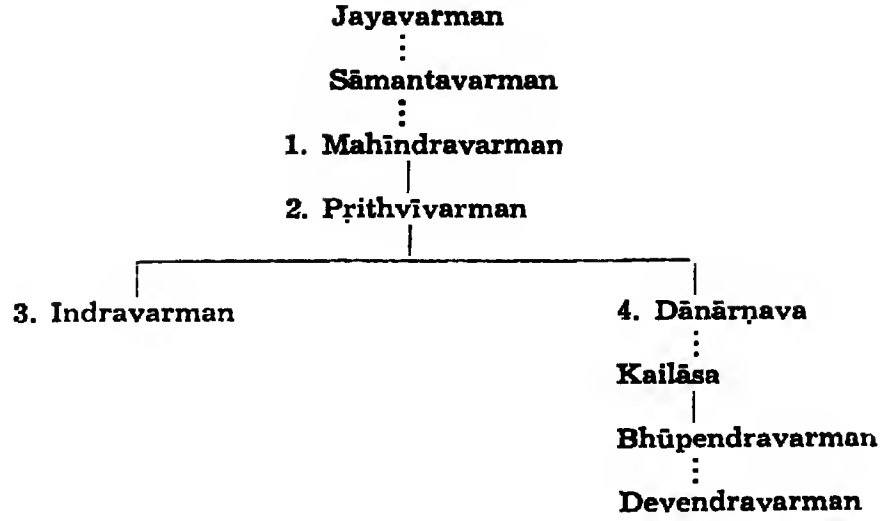 Jayavarman
Sāmantavarman
1. Mahīndravarman
2. Pṛithvīvarman
3. Indravarman
4. Dānārṇava
Kailāsa
Bhūpendravarman
Devendravarman